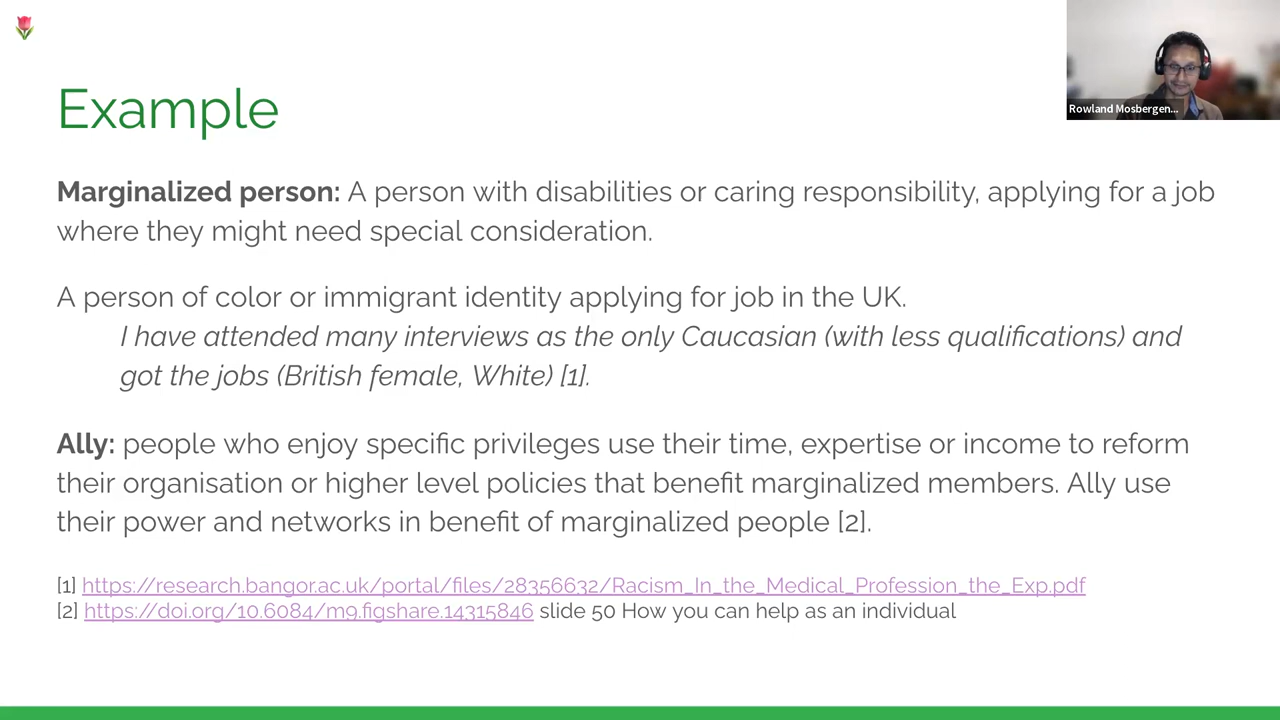 Rowland Mosbergen...
Example
Marginalized person: A person with disabilities or caring responsibility, applying for a job
where they might need special consideration.
A person of color or immigrant identity applying for job in the UK.
I have attended many interviews as the only Caucasian (with less qualifications) and
got the jobs (British female, White) [1].
Ally: people who enjoy specific privileges use their time, expertise or income to reform
their organisation or higher level policies that benefit marginalized members. Ally use
their power and networks in benefit of marginalized people [2].
[1] https://research.bangor.ac.uk/portal/files/28356632/Racism_In_the_Medical_Profession_the_Exp.pdf
[2] https://doi.org/10.6084/m9.figshare.14315846 slide 50 How you can help as an individual